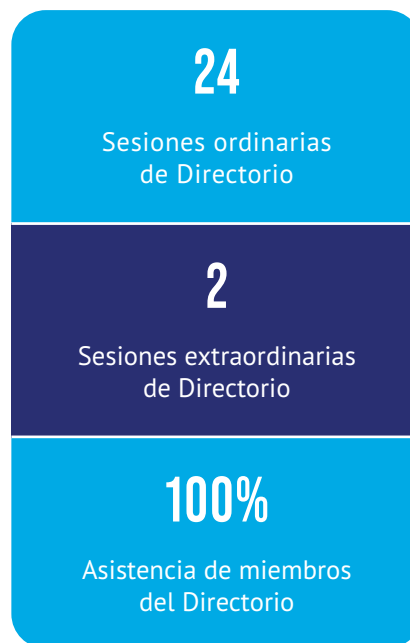 24
Sesiones ordinarias
de Directorio
2
Sesiones extraordinarias
de Directorio
100%
Asistencia de miembros
del Directorio